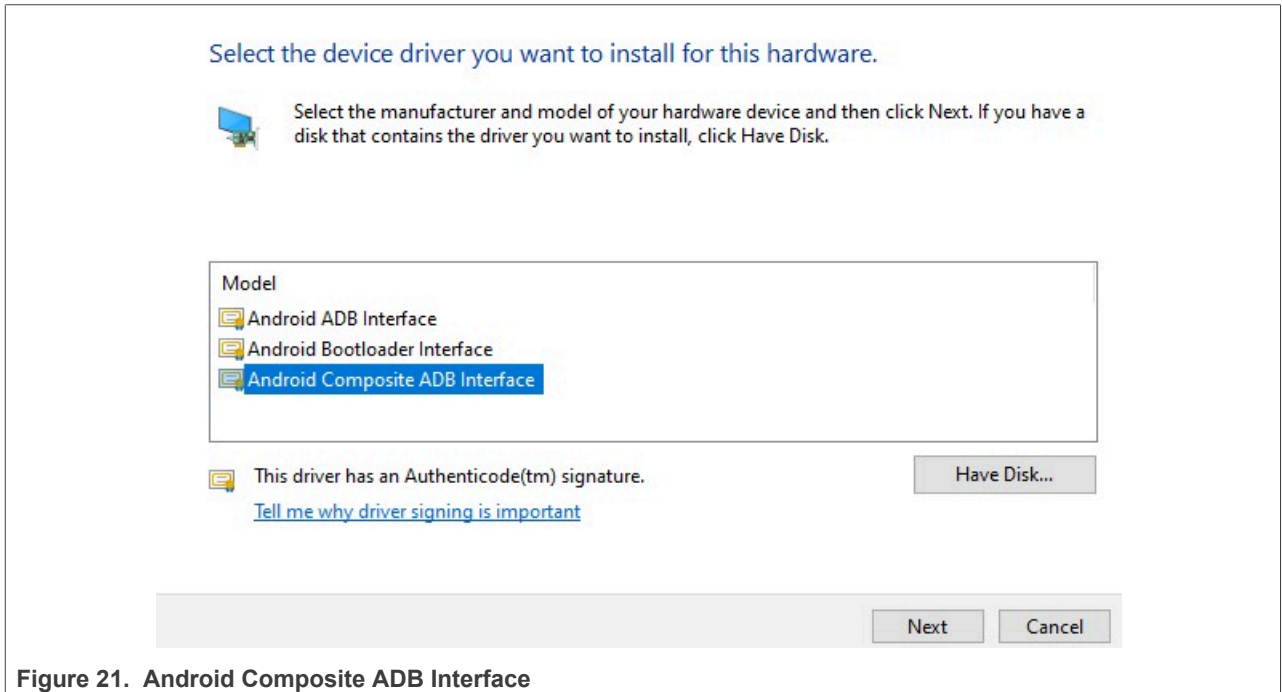 Select the device driver you want to install for this hardware.
Select the manufacturer and model of your hardware device and then click Next. If you have a
disk that contains the driver you want to install, click Have Disk.
Model
Android ADB Interface
Android Bootloader Interface
Android Composite ADB Interface
This driver has an Authenticode(tm) signature.
Have Disk...
Tell me why driver signing is important
Next
Cancel
Figure 21. Android Composite ADB Interface